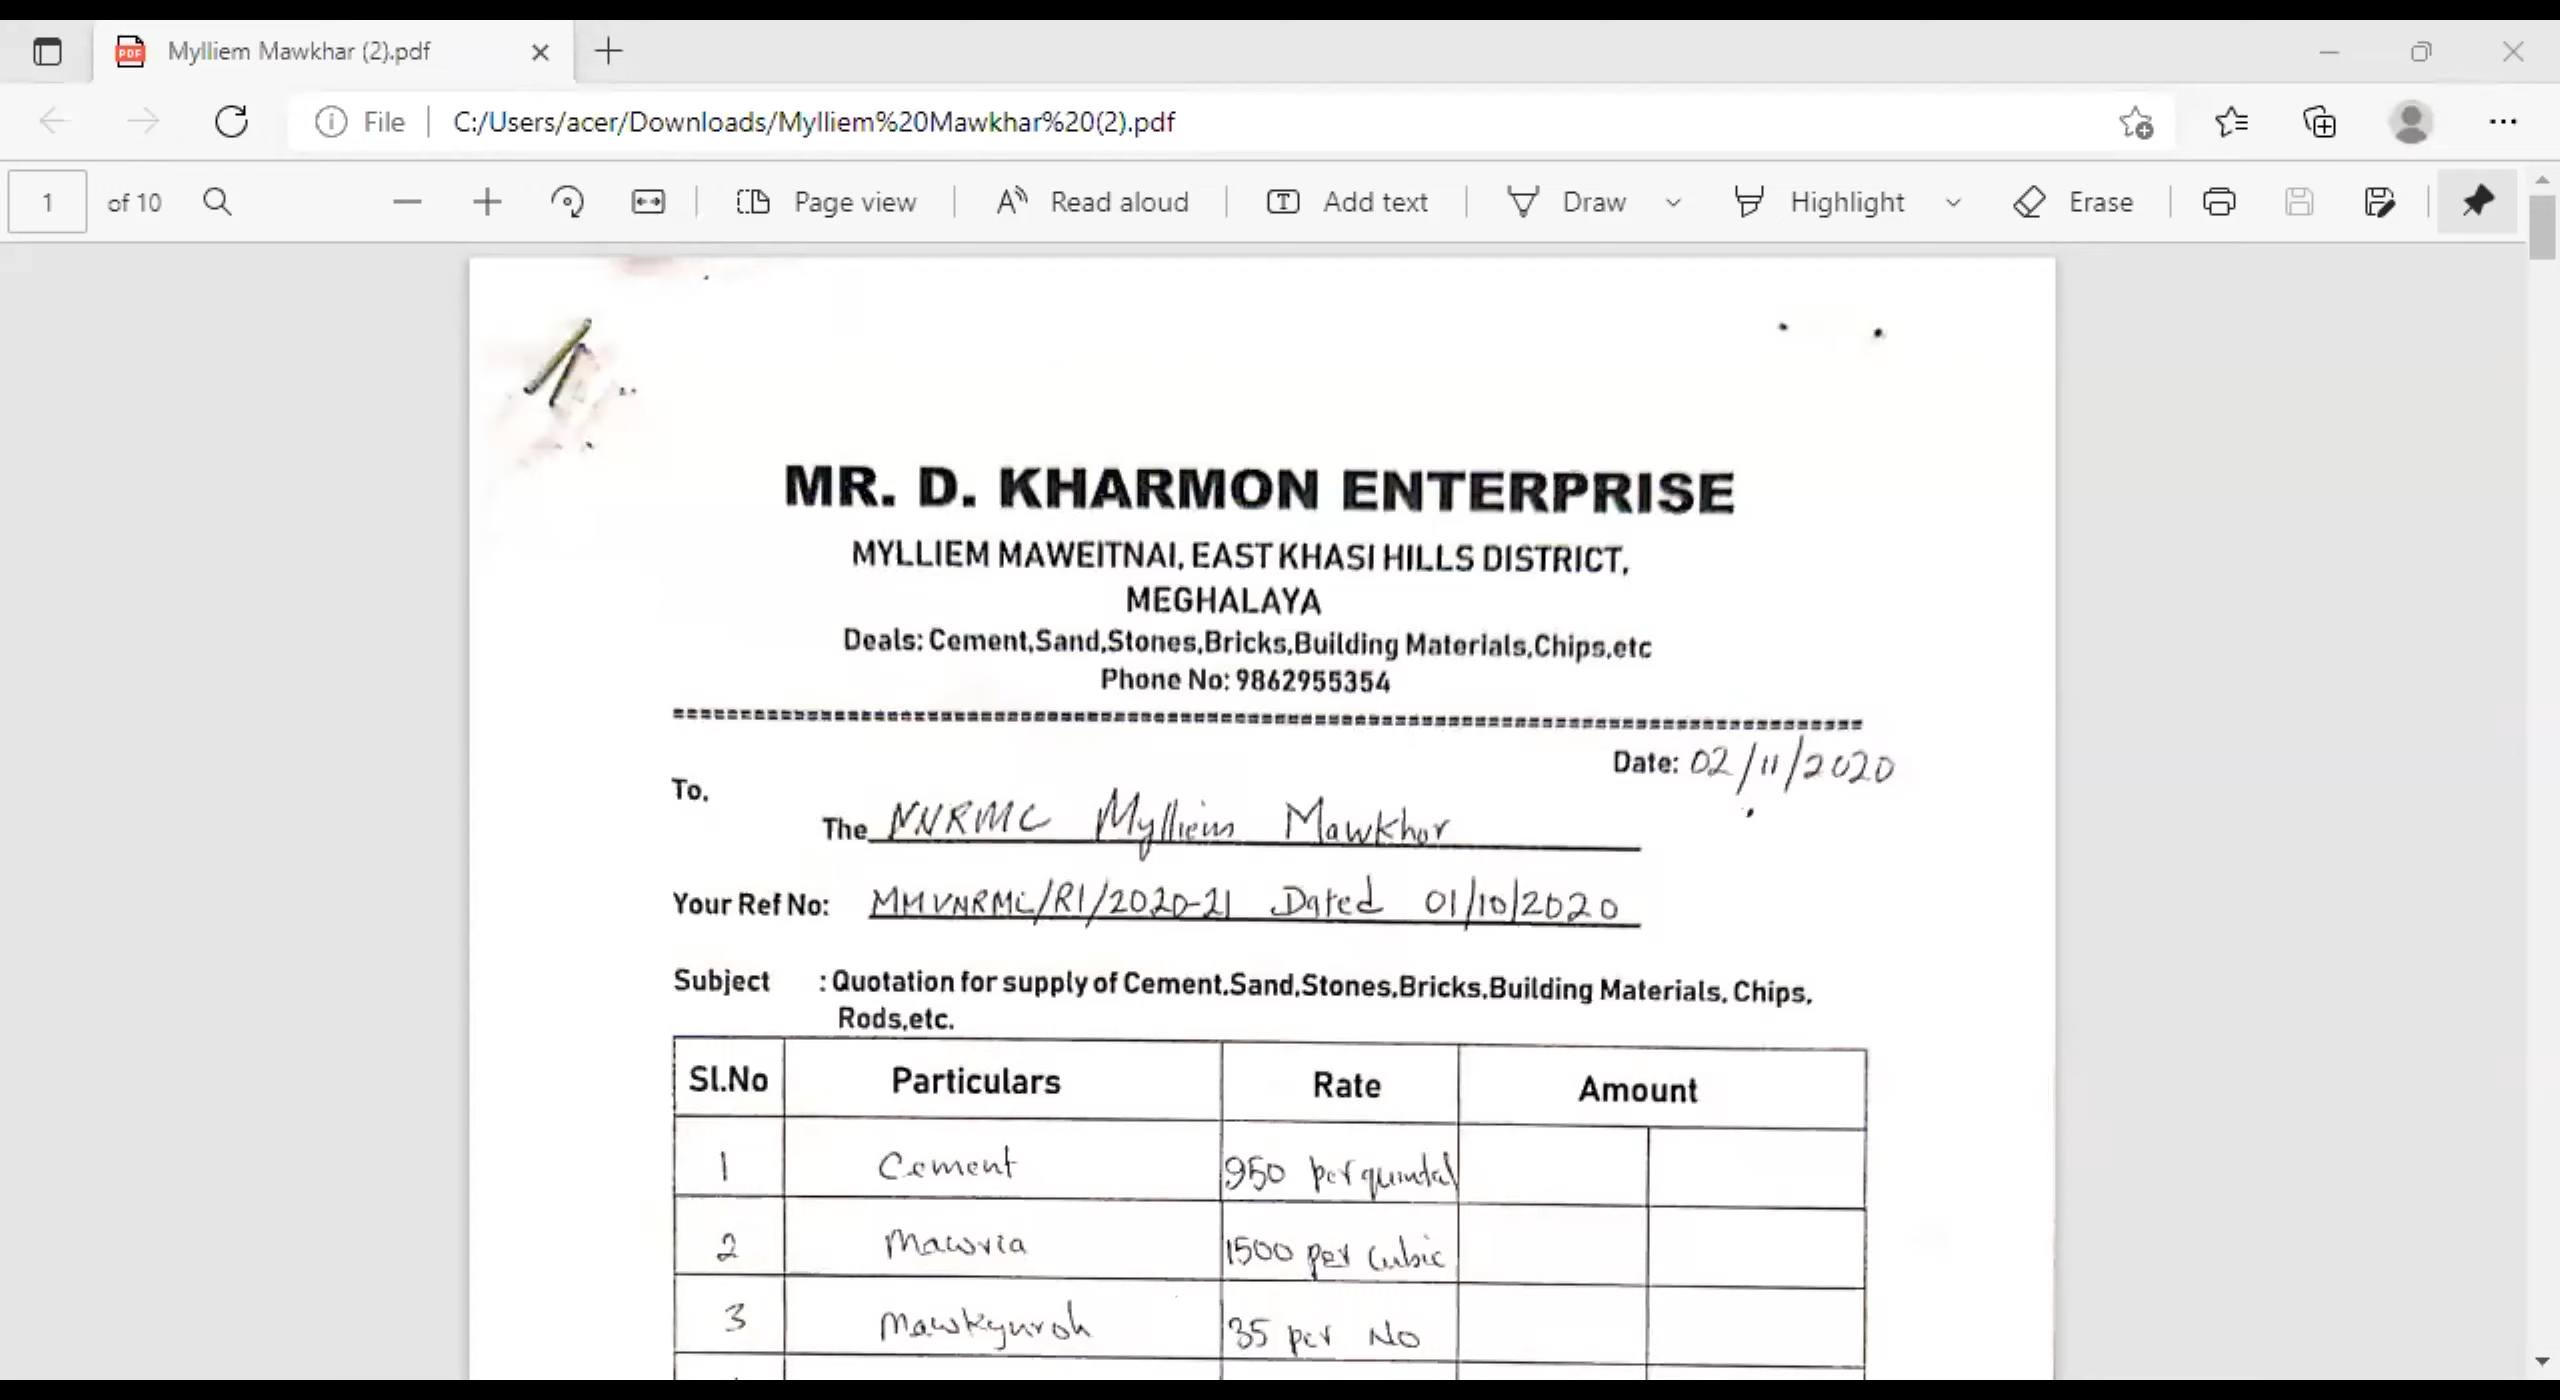 Mylliem Mawkhar (2).pdf
File C:/Users/acer/Downloads/Mylliem%20Mawkhar%20(2).pdf
1 of 10 Page view Read aloud Add text Draw Highlight Erase
MR. D. KHARMON ENTERPRISE
MYLLIEM MAWEITNAI, EAST KHASI HILLS DISTRICT,
MEGHALAYA
Deals: Cement,Sand,Stones,Bricks,Building Materials,Chips,etc
Phone No: 9862955354
Date: 02/11/2020
To,
The VNRMC Mylliem Mawkhar
Your Ref No: MMVNRMC/R1/2020-21 Dated 01/10/2020
Subject : Quotation for supply of Cement,Sand,Stones,Bricks,Building Materials, Chips,
Rods,etc.
Sl.No Particulars Rate Amount
1 Cement 950 per quintal
2 Mawria 1500 per Cubic
3 Mawkynroh 35 per No